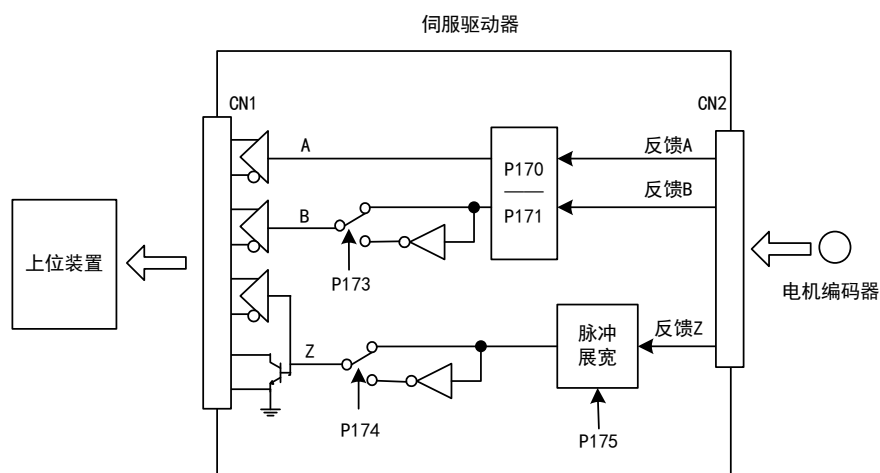 伺服驱动器
CN1
CN2
A
P170
P171
反馈A
反馈B
B
上位装置
P173
电机编码器
Z
脉冲
展宽
反馈Z
P174
P175